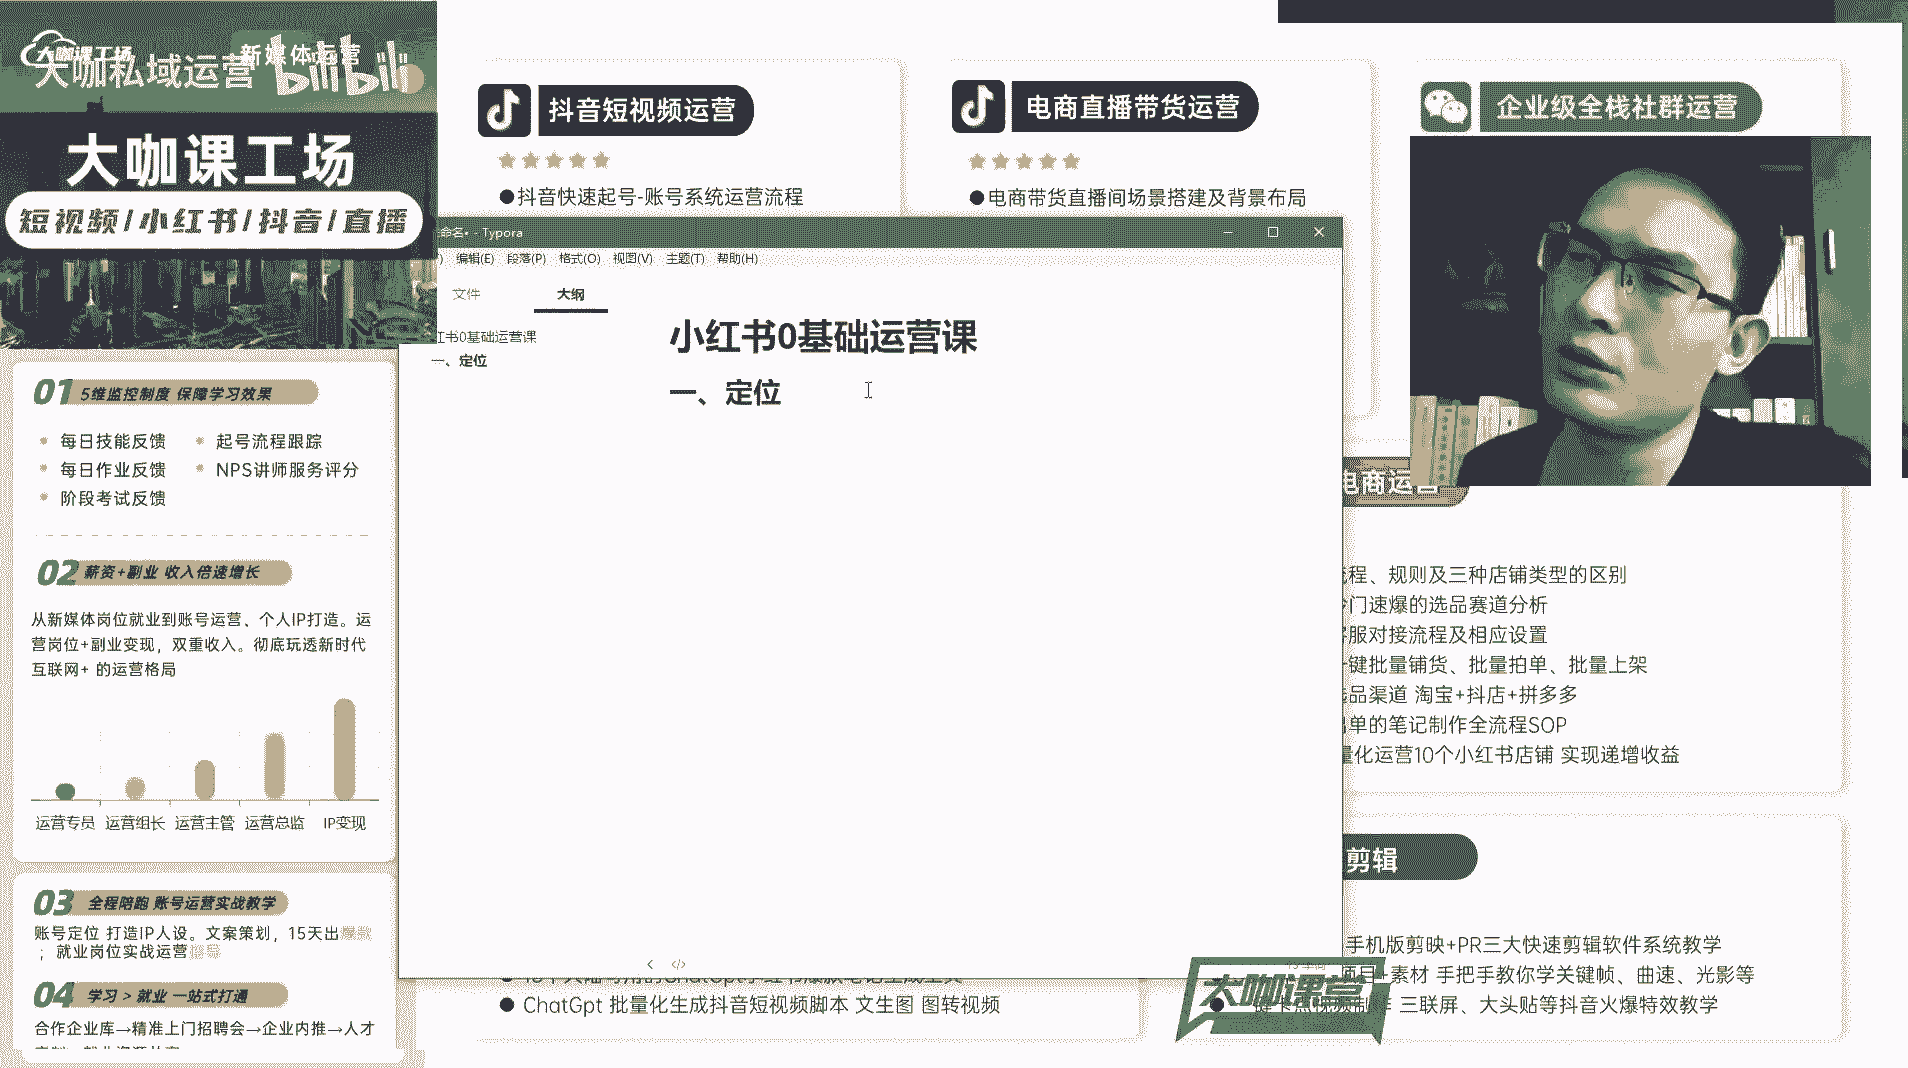 大咖课工场
新媒体运营
大咖私域运营
bilibili
大咖课工场
短视频/小红书/抖音/直播
抖音短视频运营
●抖音快速起号-账号系统运营流程
电商直播带货运营
●电商带货直播间场景搭建及背景布局
企业级全栈社群运营
Typora
编辑(E) 段落(P) 格式(O) 视图(V) 主题(T) 帮助(H)
文件
大纲
红书0基础运营课
一、定位
小红书0基础运营课
一、定位
01 5维监控制度 保障学习效果
每日技能反馈
起号流程跟踪
每日作业反馈
NPS讲师服务评分
阶段考试反馈
02 薪资+副业 收入倍速增长
从新媒体岗位就业到账号运营、个人IP打造。运
营岗位+副业变现，双重收入。彻底玩透新时代
互联网+ 的运营格局
运营专员 运营组长 运营主管 运营总监 IP变现
03 全程陪跑 账号运营实战教学
账号定位 打造IP人设。文案策划，15天出爆款
；就业岗位实战运营
04 学习 > 就业 一站式打通
合作企业库→精准上门招聘会→企业内推→人才
电商运营
程、规则及三种店铺类型的区别
门速爆的选品赛道分析
服对接流程及相应设置
键批量铺货、批量拍单、批量上架
品渠道 淘宝+抖店+拼多多
单的笔记制作全流程SOP
量化运营10个小红书店铺 实现递增收益
剪辑
手机版剪映+PR三大快速剪辑软件系统教学
项目+素材 手把手教你学关键帧、曲速、光影等
键卡点视频制作 三联屏、大头贴等抖音火爆特效教学
● ChatGpt 批量化生成抖音短视频脚本 文生图 图转视频
大咖课堂